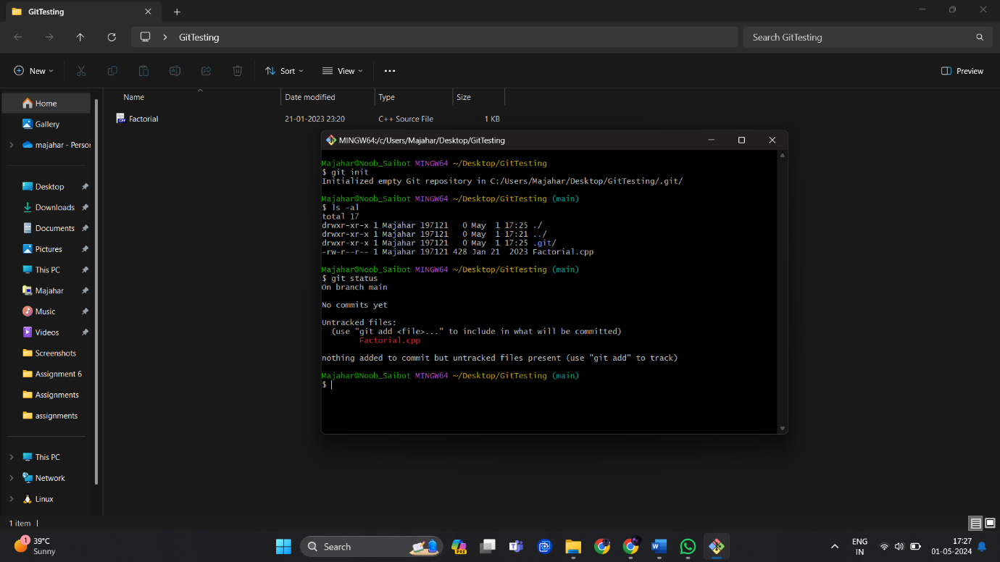 GitTesting
GitTesting
Search GitTesting
New
Sort
View
Preview
Name
Date modified
Type
Size
Home
Gallery
majahar - Person
Desktop
Downloads
Documents
Pictures
This PC
Majahar
Music
Videos
Screenshots
Assignment 6
Assignments
assignments
This PC
Network
Linux
Factorial
21-01-2023 23:20
C++ Source File
1 KB
MINGW64:/c/Users/Majahar/Desktop/GitTesting
Majahar@Noob_Saibot MINGW64 ~/Desktop/GitTesting
$ git init
Initialized empty Git repository in C:/Users/Majahar/Desktop/GitTesting/.git/
Majahar@Noob_Saibot MINGW64 ~/Desktop/GitTesting (main)
$ ls -al
total 17
drwxr-xr-x 1 Majahar 197121   0 May  1 17:25 ./
drwxr-xr-x 1 Majahar 197121   0 May  1 17:21 ../
drwxr-xr-x 1 Majahar 197121   0 May  1 17:25 .git/
-rw-r--r-- 1 Majahar 197121 428 Jan 21  2023 Factorial.cpp
Majahar@Noob_Saibot MINGW64 ~/Desktop/GitTesting (main)
$ git status
On branch main
No commits yet
Untracked files:
(use "git add <file>..." to include in what will be committed)
Factorial.cpp
nothing added to commit but untracked files present (use "git add" to track)
Majahar@Noob_Saibot MINGW64 ~/Desktop/GitTesting (main)
$
1 item
1
39°C
Sunny
Search
PRE
ENG
IN
17:27
01-05-2024